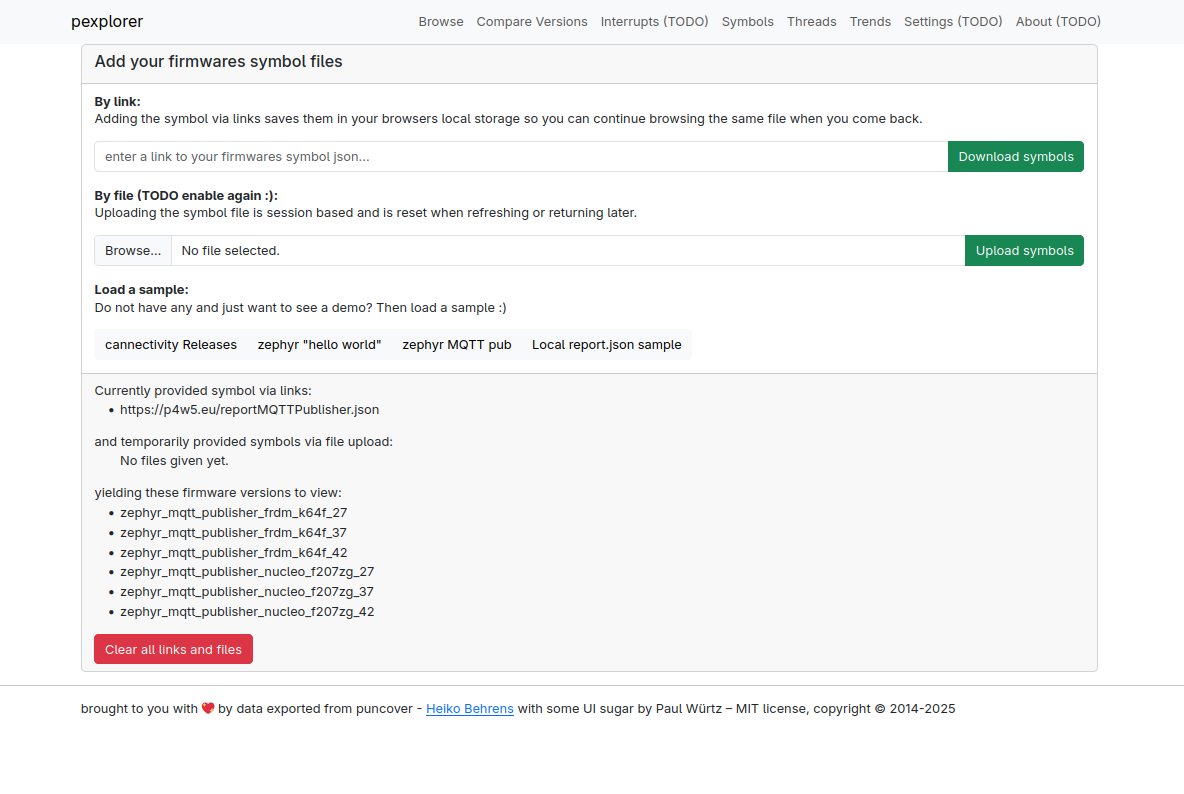 pexplorer
Browse Compare Versions Interrupts (TODO) Symbols Threads Trends Settings (TODO) About (TODO)
Add your firmwares symbol files
By link:
Adding the symbol via links saves them in your browsers local storage so you can continue browsing the same file when you come back.
enter a link to your firmwares symbol json...
Download symbols
By file (TODO enable again :):
Uploading the symbol file is session based and is reset when refreshing or returning later.
Browse... No file selected.
Upload symbols
Load a sample:
Do not have any and just want to see a demo? Then load a sample :)
cannectivity Releases zephyr "hello world" zephyr MQTT pub Local report.json sample
Currently provided symbol via links:
• https://p4w5.eu/reportMQTTPublisher.json
and temporarily provided symbols via file upload:
No files given yet.
yielding these firmware versions to view:
• zephyr_mqtt_publisher_frdm_k64f_27
• zephyr_mqtt_publisher_frdm_k64f_37
• zephyr_mqtt_publisher_frdm_k64f_42
• zephyr_mqtt_publisher_nucleo_f207zg_27
• zephyr_mqtt_publisher_nucleo_f207zg_37
• zephyr_mqtt_publisher_nucleo_f207zg_42
Clear all links and files
brought to you with ❤️ by data exported from puncover - Heiko Behrens with some UI sugar by Paul Würtz – MIT license, copyright © 2014-2025